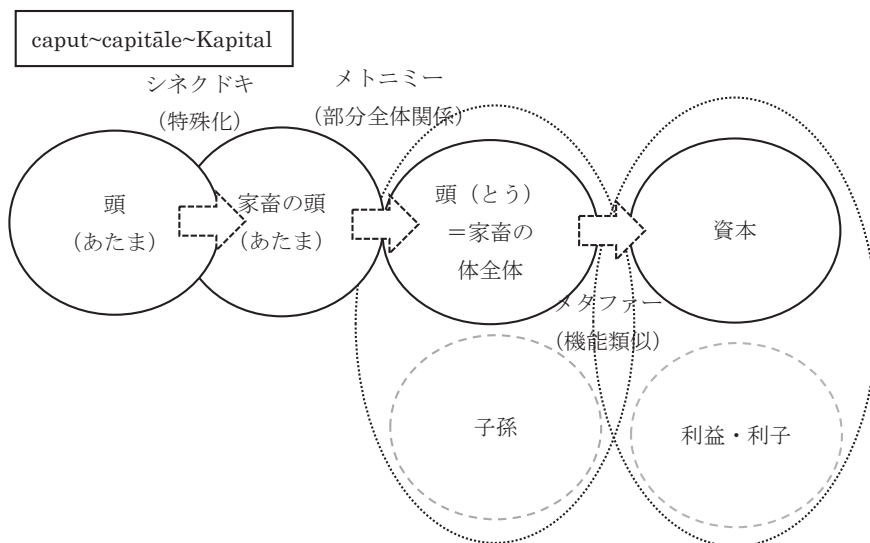 caput~capitāle~Kapital
シネクドキ
（特殊化）
メトニミー
（部分全体関係）
頭
（あたま）
家畜の頭
（あたま）
頭（とう）
＝家畜の
体全体
資本
メタファー
（機能類似）
子孫
利益・利子